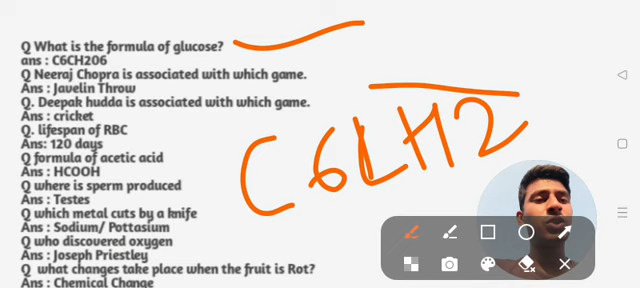 Q What is the formula of glucose?
ans : C6CH206
Q Neeraj Chopra is associated with which game.
Ans : Javelin Throw
Q. Deepak hudda is associated with which game.
Ans : cricket
Q. lifespan of RBC
Ans: 120 days
Q formula of acetic acid
Ans : HCOOH
Q where is sperm produced
Ans : Testes
Q which metal cuts by a knife
Ans : Sodium/ Pottasium
Q who discovered oxygen
Ans : Joseph Priestley
Q what changes take place when the fruit is Rot?
Ans : Chemical Change
C6CH2